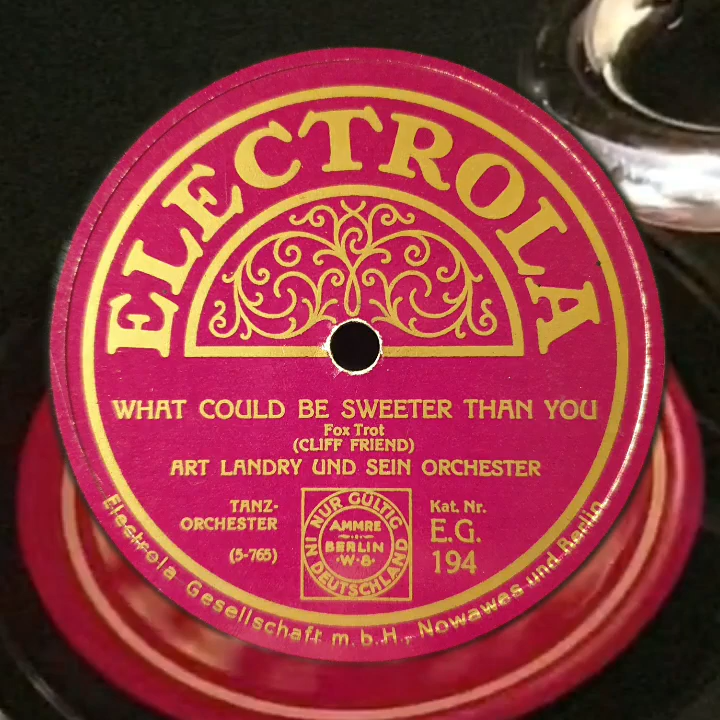 ELECTROLA
WHAT COULD BE SWEETER THAN YOU
Fox Trot
(CLIFF FRIEND)
ART LANDRY UND SEIN ORCHESTER
TANZ-
ORCHESTER
(5-765)
NUR GÜLTIG
IN DEUTSCHLAND
AMMRE
BERLIN
·W·8·
Kat. Nr.
E.G.
194
Electrola Gesellschaft m.b.H., Nowawes und Berlin